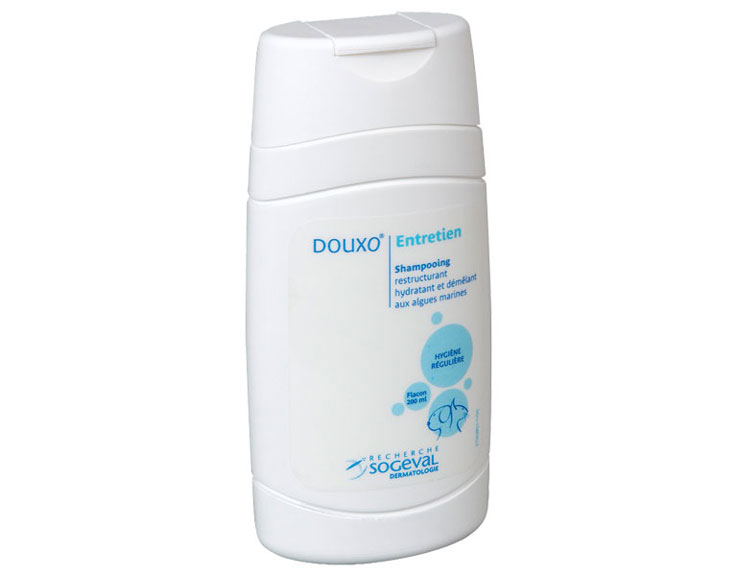 DOUXO® Entretien
Shampooing
restructurant
hydratant et démêlant
aux algues marines
HYGIÈNE
RÉGULIÈRE
Flacon
200 ml
RECHERCHE
SOGEVAL
DERMATOLOGIE